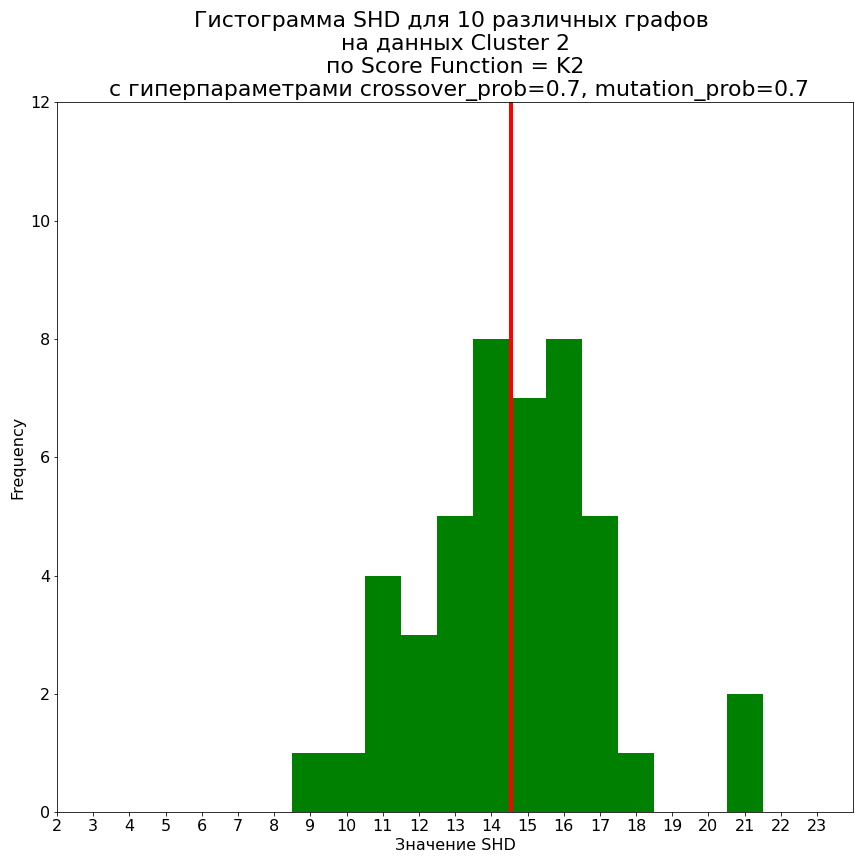 Гистограмма SHD для 10 различных графов
на данных Cluster 2
по Score Function = K2
с гиперпараметрами crossover_prob=0.7, mutation_prob=0.7
12
10
8
6
4
2
0
Frequency
2 3 4 5 6 7 8 9 10 11 12 13 14 15 16 17 18 19 20 21 22 23
Значение SHD